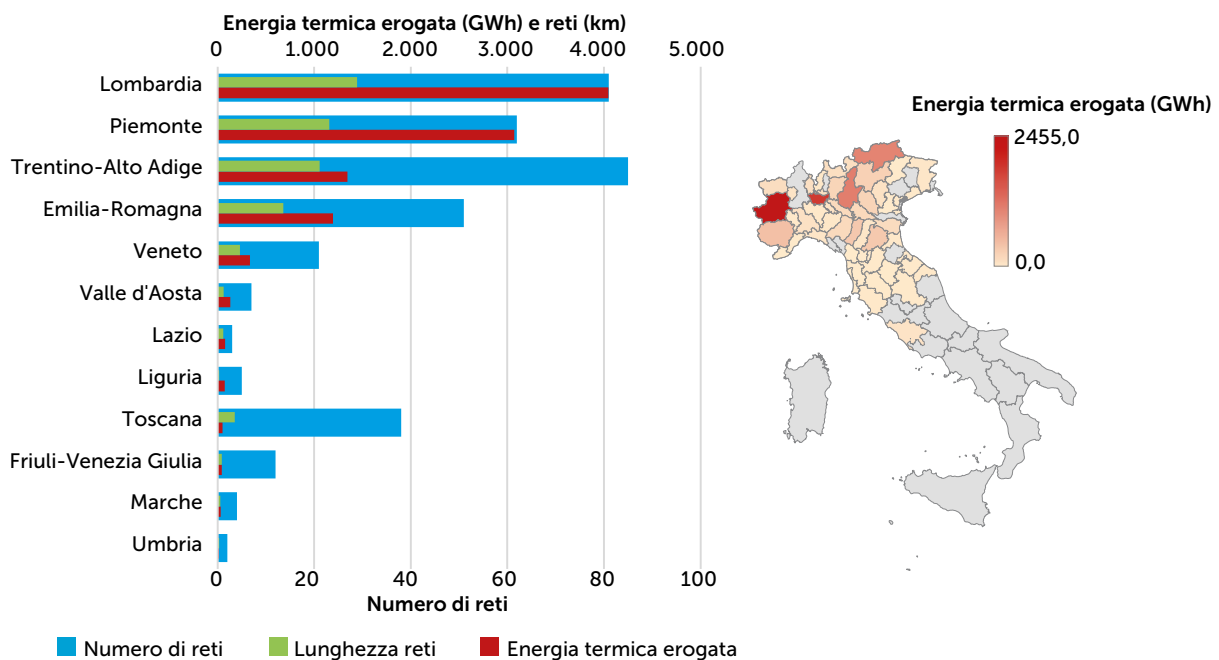 Energia termica erogata (GWh) e reti (km)
0 1.000 2.000 3.000 4.000 5.000
Lombardia
Piemonte
Trentino-Alto Adige
Emilia-Romagna
Veneto
Valle d'Aosta
Lazio
Liguria
Toscana
Friuli-Venezia Giulia
Marche
Umbria
0 20 40 60 80 100
Numero di reti
Numero di reti Lunghezza reti Energia termica erogata
Energia termica erogata (GWh)
2455,0
0,0